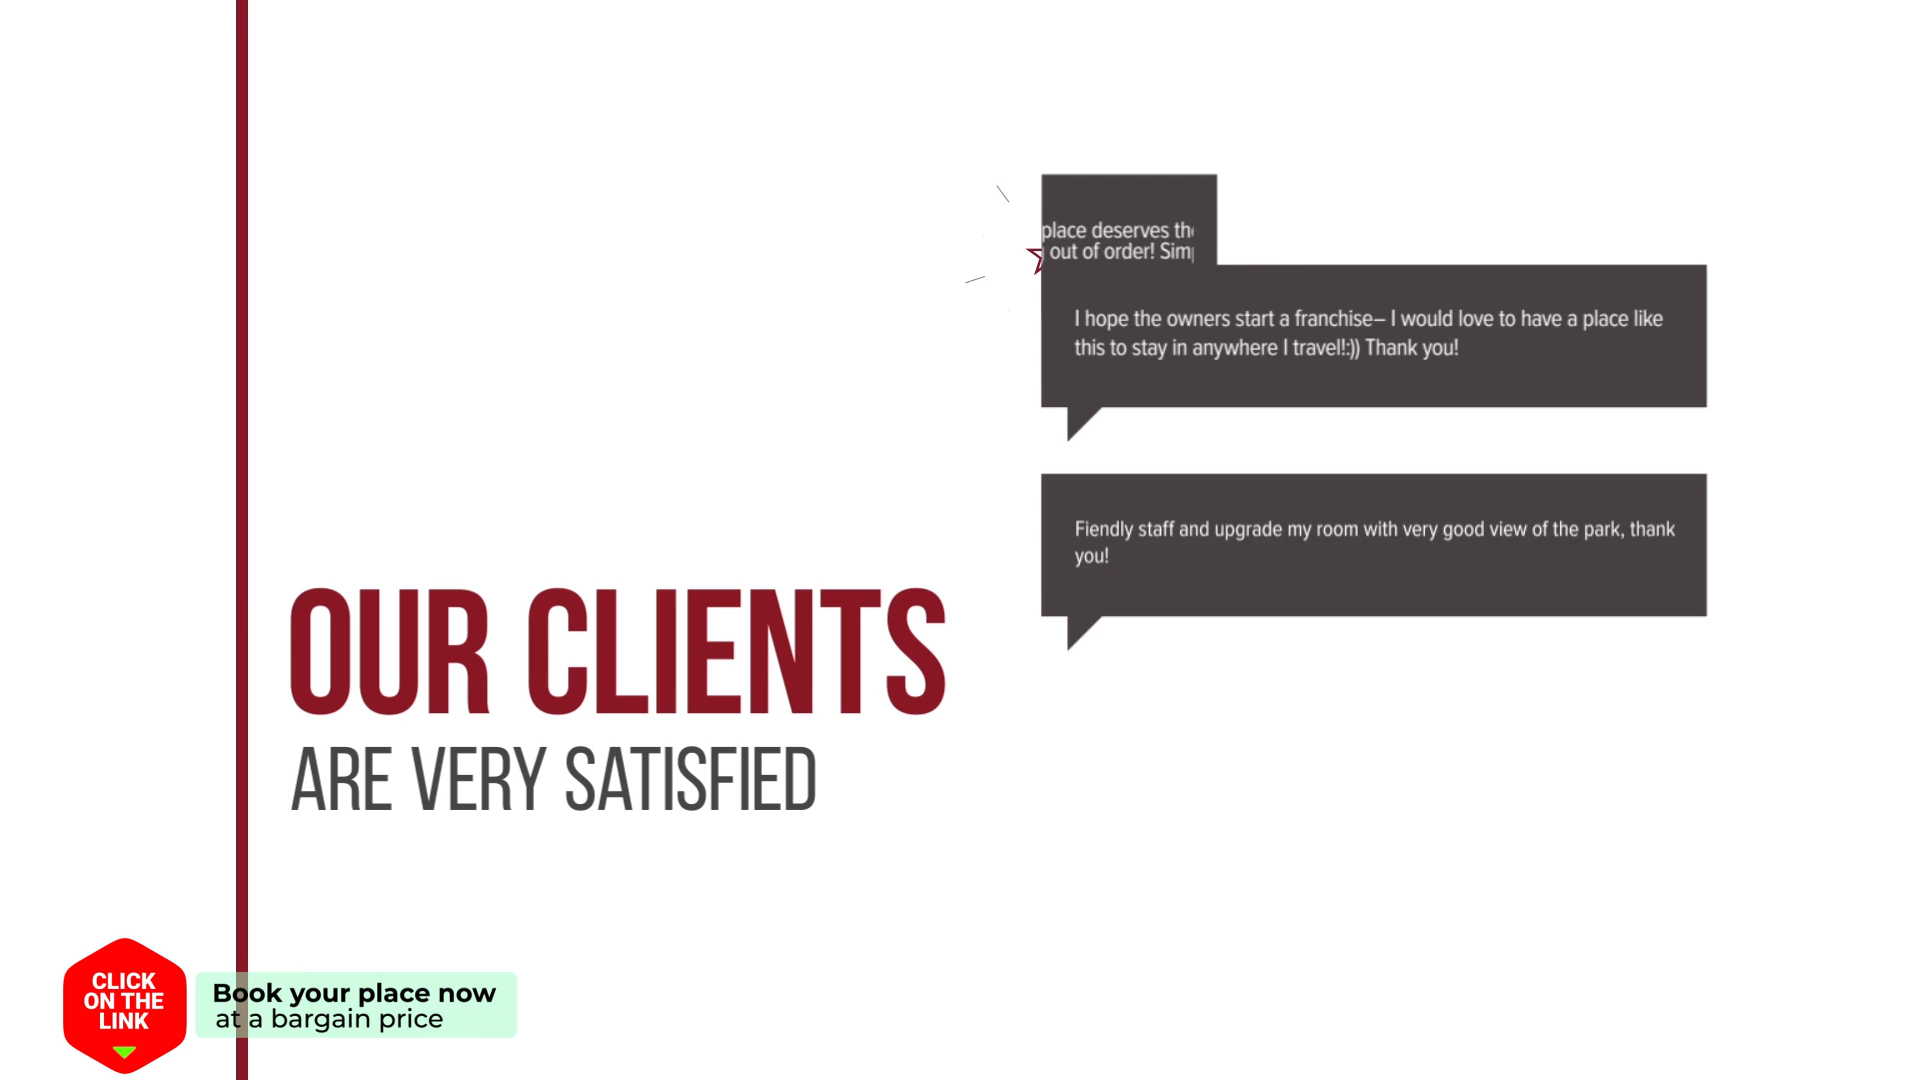 place deserves the
out of order! Sim
I hope the owners start a franchise– I would love to have a place like
this to stay in anywhere I travel!:)) Thank you!
Fiendly staff and upgrade my room with very good view of the park, thank
you!
OUR CLIENTS
ARE VERY SATISFIED
CLICK
ON THE
LINK
Book your place now
at a bargain price